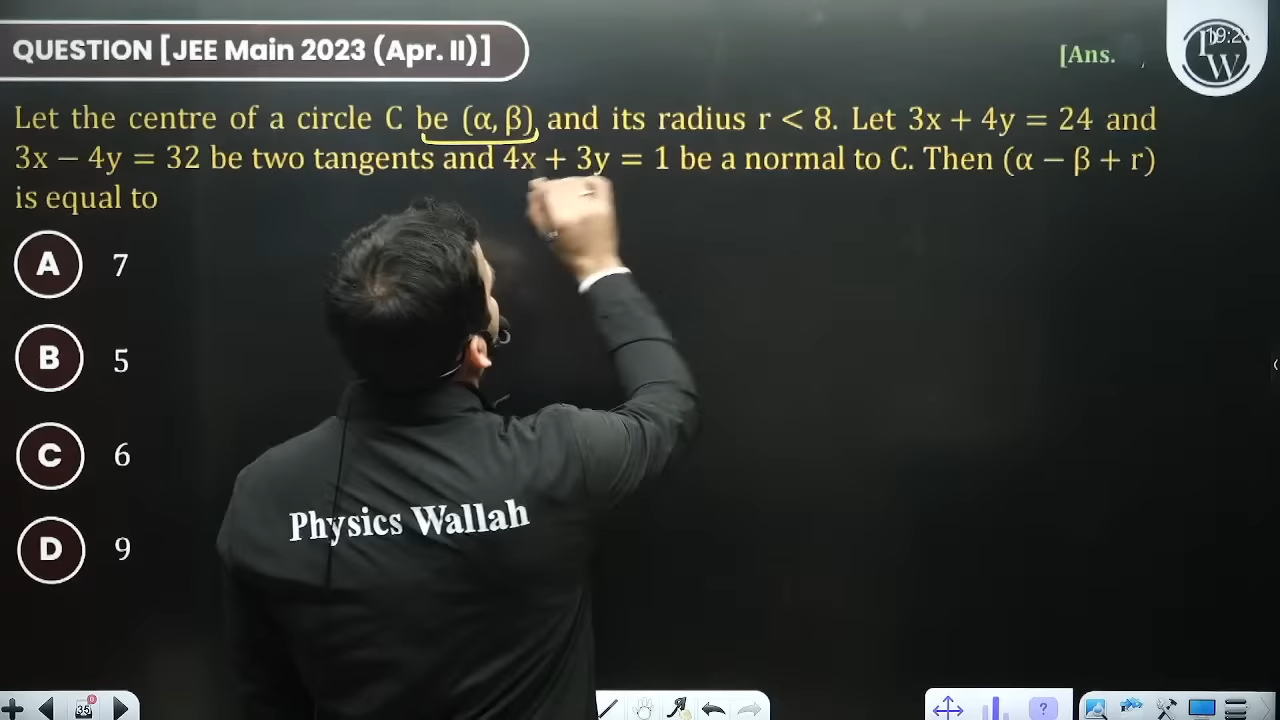 QUESTION [JEE Main 2023 (Apr. II)]
[Ans.
Let the centre of a circle C be (α, β) and its radius r < 8. Let 3x + 4y = 24 and
3x − 4y = 32 be two tangents and 4x + 3y = 1 be a normal to C. Then (α − β + r)
is equal to
A 7
B 5
C 6
D 9
Physics Wallah
35